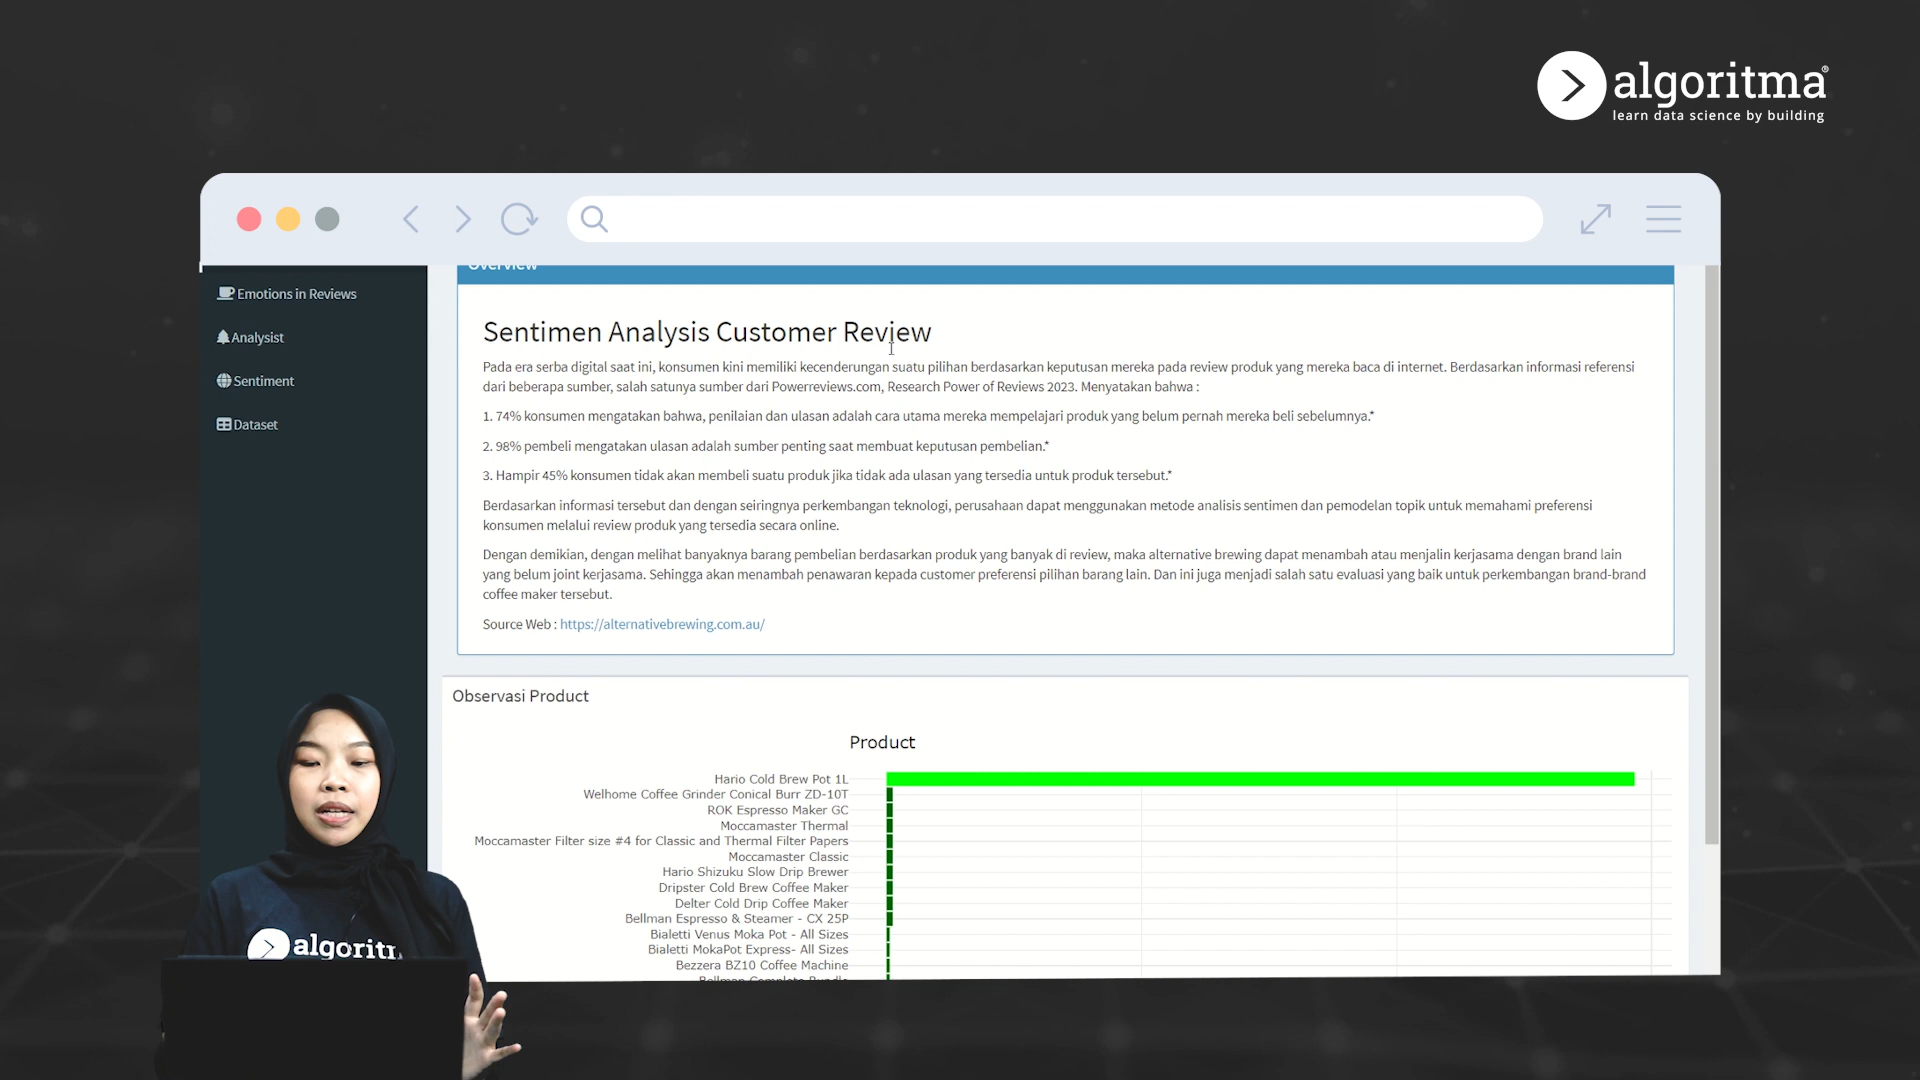 algoritma®
learn data science by building
Overview
Emotions in Reviews
Analysist
Sentiment
Dataset
Sentimen Analysis Customer Review
Pada era serba digital saat ini, konsumen kini memiliki kecenderungan suatu pilihan berdasarkan keputusan mereka pada review produk yang mereka baca di internet. Berdasarkan informasi referensi
dari beberapa sumber, salah satunya sumber dari Powerreviews.com, Research Power of Reviews 2023. Menyatakan bahwa :
1. 74% konsumen mengatakan bahwa, penilaian dan ulasan adalah cara utama mereka mempelajari produk yang belum pernah mereka beli sebelumnya.*
2. 98% pembeli mengatakan ulasan adalah sumber penting saat membuat keputusan pembelian.*
3. Hampir 45% konsumen tidak akan membeli suatu produk jika tidak ada ulasan yang tersedia untuk produk tersebut.*
Berdasarkan informasi tersebut dan dengan seiringnya perkembangan teknologi, perusahaan dapat menggunakan metode analisis sentimen dan pemodelan topik untuk memahami preferensi
konsumen melalui review produk yang tersedia secara online.
Dengan demikian, dengan melihat banyaknya barang pembelian berdasarkan produk yang banyak di review, maka alternative brewing dapat menambah atau menjalin kerjasama dengan brand lain
yang belum joint kerjasama. Sehingga akan menambah penawaran kepada customer preferensi pilihan barang lain. Dan ini juga menjadi salah satu evaluasi yang baik untuk perkembangan brand-brand
coffee maker tersebut.
Source Web : https://alternativebrewing.com.au/
Observasi Product
Product
Hario Cold Brew Pot 1L
Welhome Coffee Grinder Conical Burr ZD-10T
ROK Espresso Maker GC
Moccamaster Thermal
Moccamaster Filter size #4 for Classic and Thermal Filter Papers
Moccamaster Classic
Hario Shizuku Slow Drip Brewer
Dripster Cold Brew Coffee Maker
Delter Cold Drip Coffee Maker
Bellman Espresso & Steamer - CX 25P
Bialetti Venus Moka Pot - All Sizes
Bialetti MokaPot Express- All Sizes
Bezzera BZ10 Coffee Machine
Bellman Complete Bundle
algorit